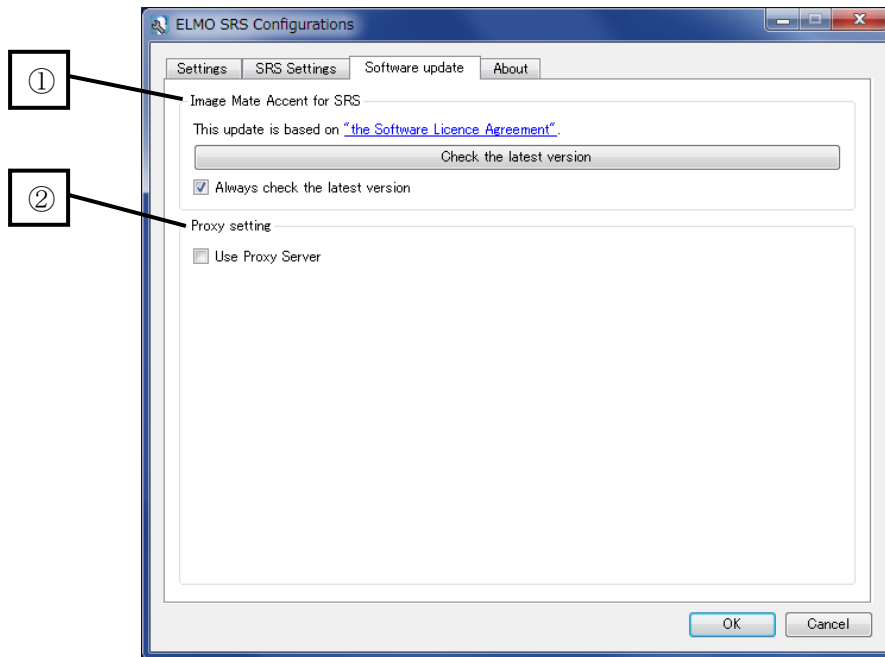 ELMO SRS Configurations
Settings SRS Settings Software update About
①
Image Mate Accent for SRS
This update is based on "the Software Licence Agreement".
Check the latest version
Always check the latest version
②
Proxy setting
Use Proxy Server
OK Cancel